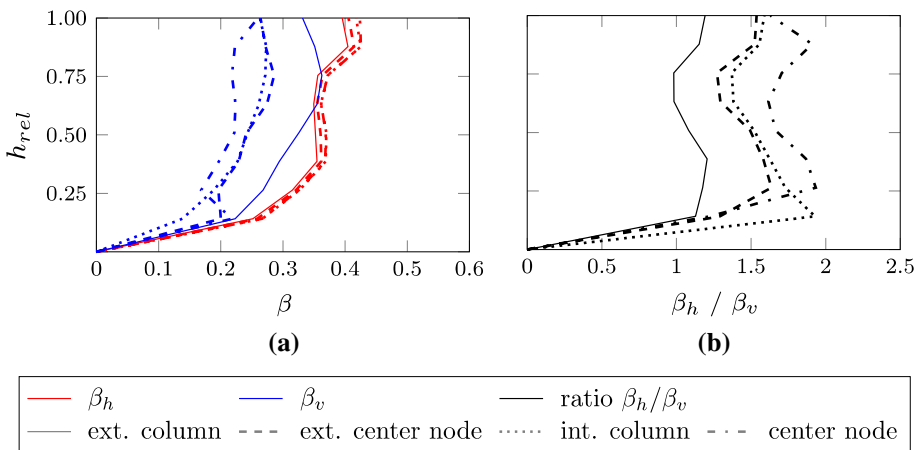 1.00
0.75
0.50
0.25
h_rel
0 0.1 0.2 0.3 0.4 0.5 0.6
β
(a)
0 0.5 1 1.5 2 2.5
β_h / β_v
(b)
β_h β_v ratio β_h/β_v
ext. column ext. center node int. column center node